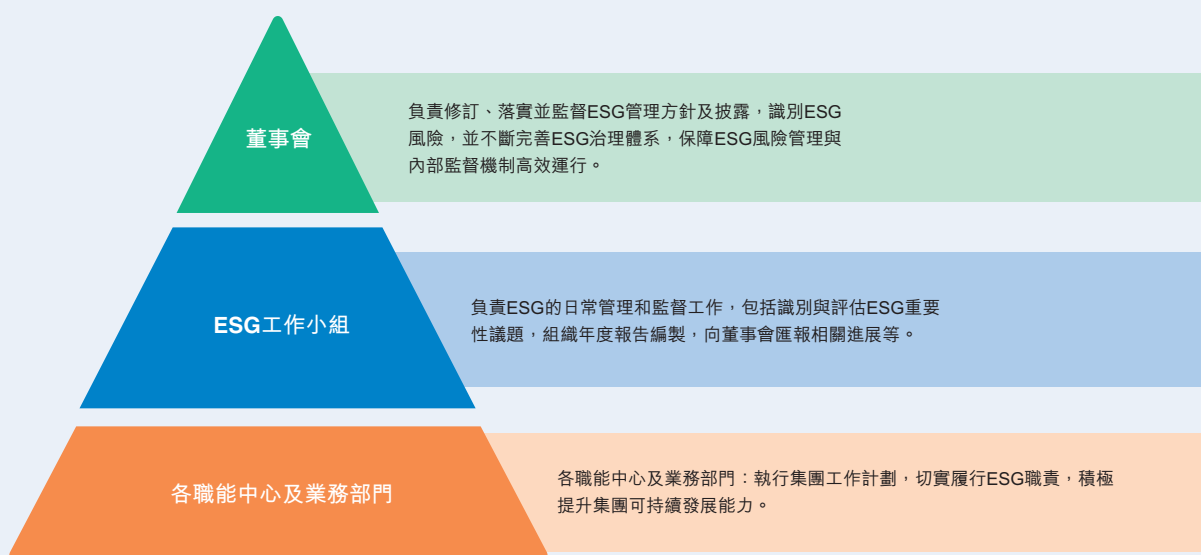 董事會
負責修訂、落實並監督ESG管理方針及披露，識別ESG
風險，並不斷完善ESG治理體系，保障ESG風險管理與
內部監督機制高效運行。
ESG工作小組
負責ESG的日常管理和監督工作，包括識別與評估ESG重要
性議題，組織年度報告編製，向董事會匯報相關進展等。
各職能中心及業務部門
各職能中心及業務部門：執行集團工作計劃，切實履行ESG職責，積極
提升集團可持續發展能力。